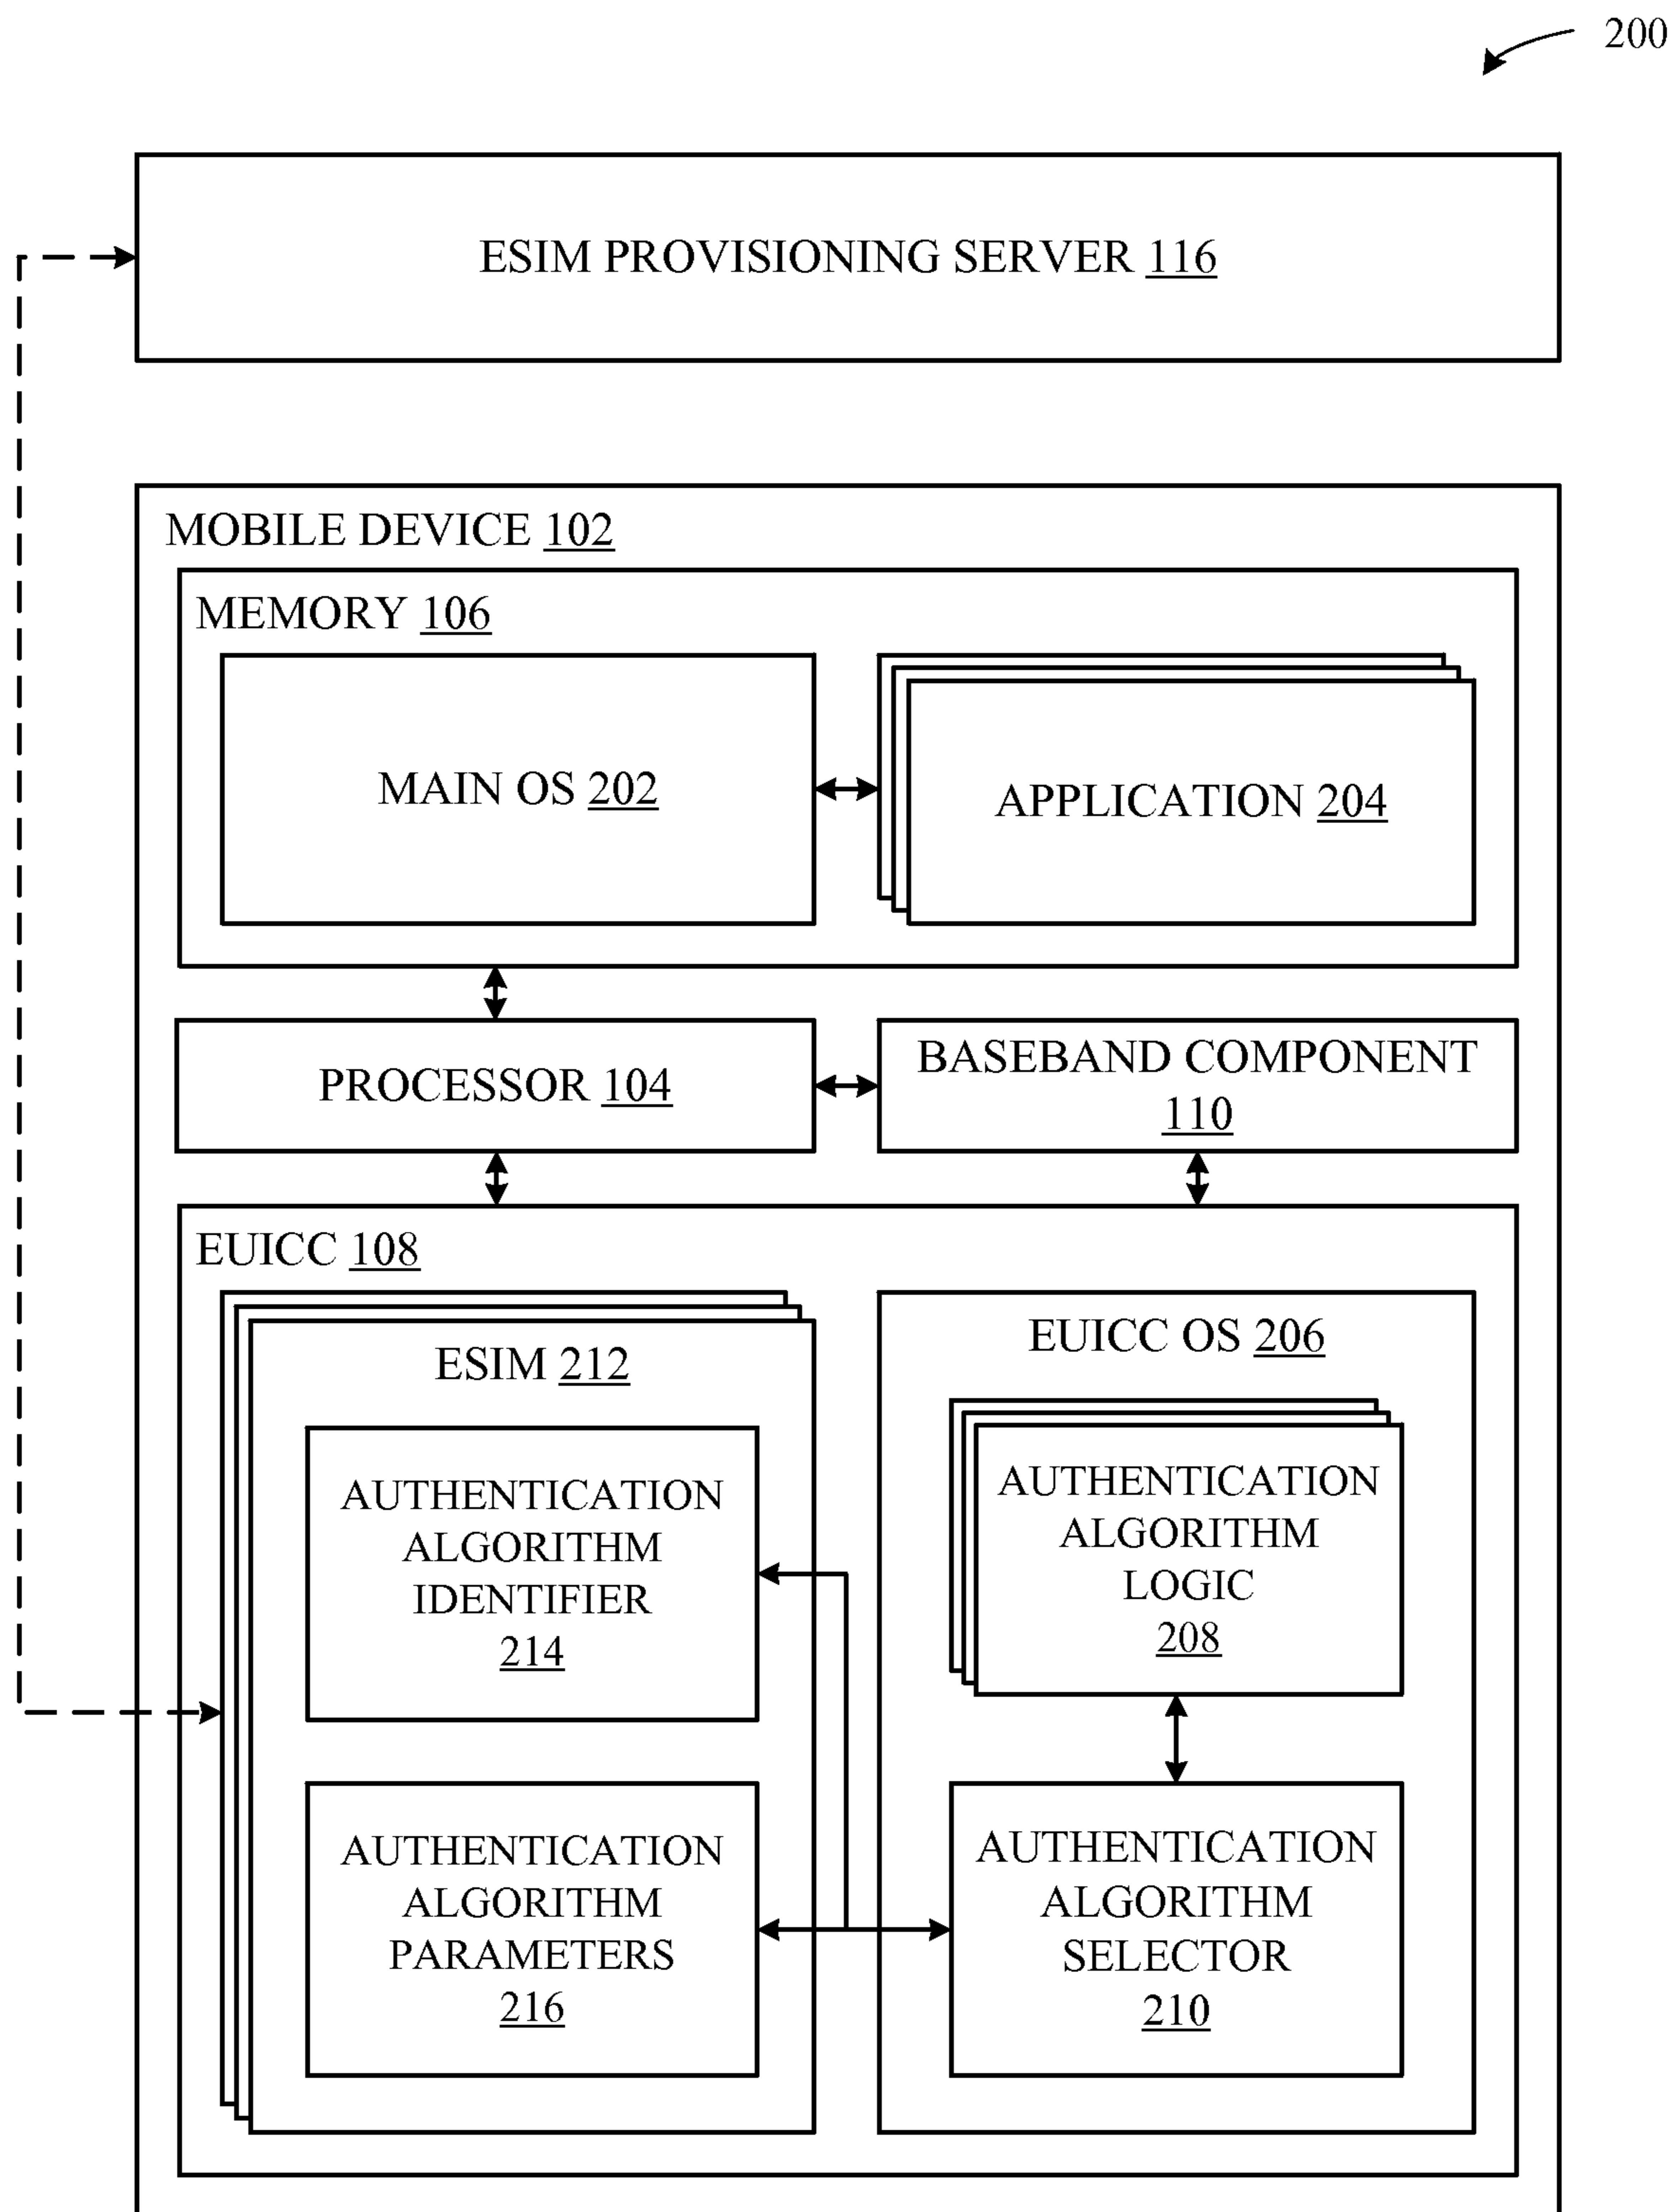 200
ESIM PROVISIONING SERVER 116
MOBILE DEVICE 102
MEMORY 106
MAIN OS 202
APPLICATION 204
PROCESSOR 104
BASEBAND COMPONENT
110
EUICC 108
ESIM 212
AUTHENTICATION
ALGORITHM
IDENTIFIER
214
AUTHENTICATION
ALGORITHM
PARAMETERS
216
EUICC OS 206
AUTHENTICATION
ALGORITHM
LOGIC
208
AUTHENTICATION
ALGORITHM
SELECTOR
210